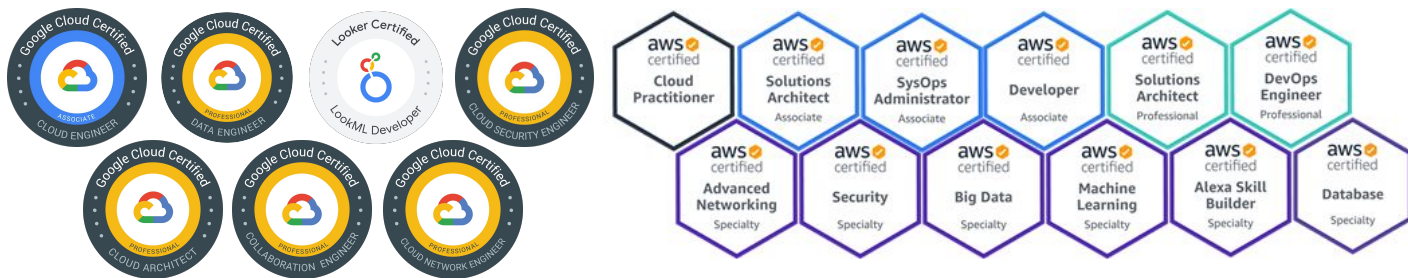 Google Cloud Certified
ASSOCIATE
CLOUD ENGINEER
Google Cloud Certified
PROFESSIONAL
DATA ENGINEER
Looker Certified
LookML Developer
Google Cloud Certified
PROFESSIONAL
CLOUD SECURITY ENGINEER
Google Cloud Certified
PROFESSIONAL
CLOUD ARCHITECT
Google Cloud Certified
PROFESSIONAL
COLLABORATION ENGINEER
Google Cloud Certified
PROFESSIONAL
CLOUD NETWORK ENGINEER
aws
certified
Cloud
Practitioner
aws
certified
Solutions
Architect
Associate
aws
certified
SysOps
Administrator
Associate
aws
certified
Developer
Associate
aws
certified
Solutions
Architect
Professional
aws
certified
DevOps
Engineer
Professional
aws
certified
Advanced
Networking
Specialty
aws
certified
Security
Specialty
aws
certified
Big Data
Specialty
aws
certified
Machine
Learning
Specialty
aws
certified
Alexa Skill
Builder
Specialty
aws
certified
Database
Specialty